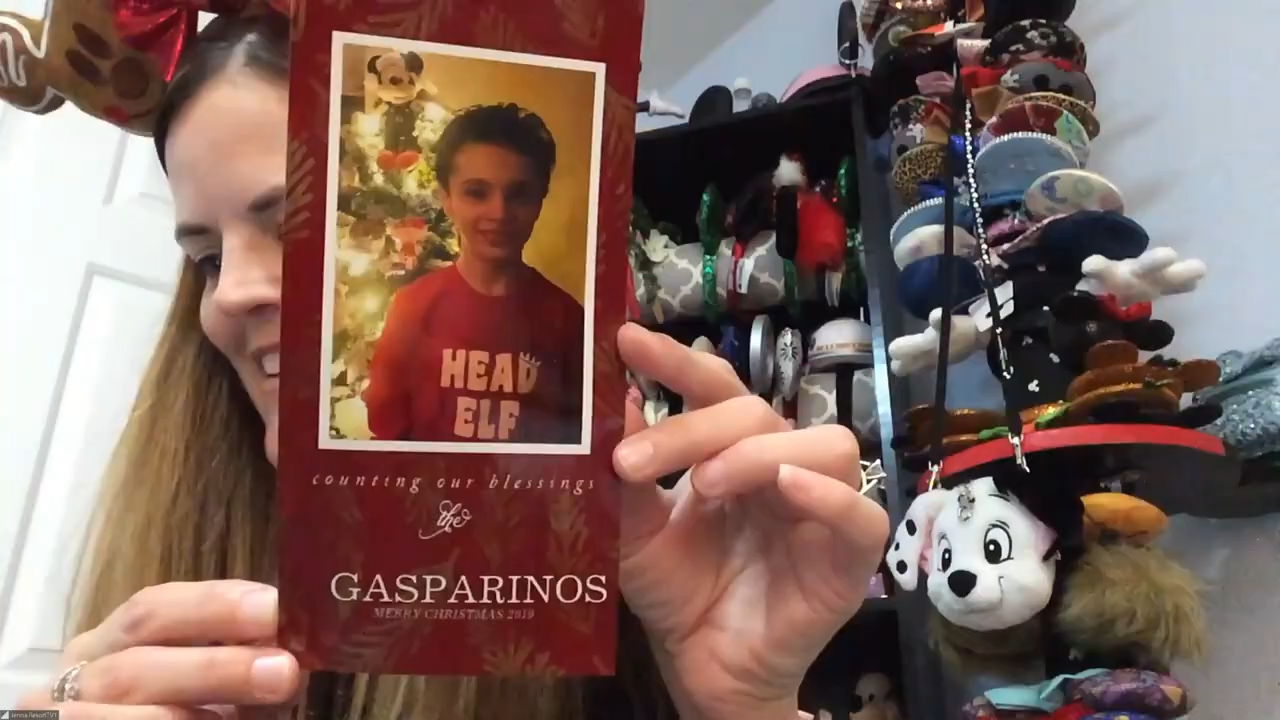 HEAD
ELF
counting our blessings
the
GASPARINOS
MERRY CHRISTMAS 2019